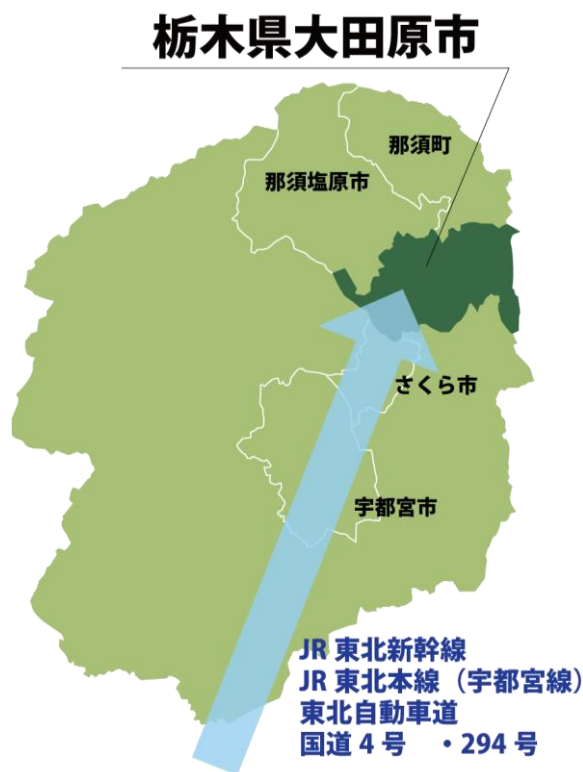 栃木県大田原市
那須町
那須塩原市
さくら市
宇都宮市
JR 東北新幹線
JR 東北本線（宇都宮線）
東北自動車道
国道 4 号　・294 号